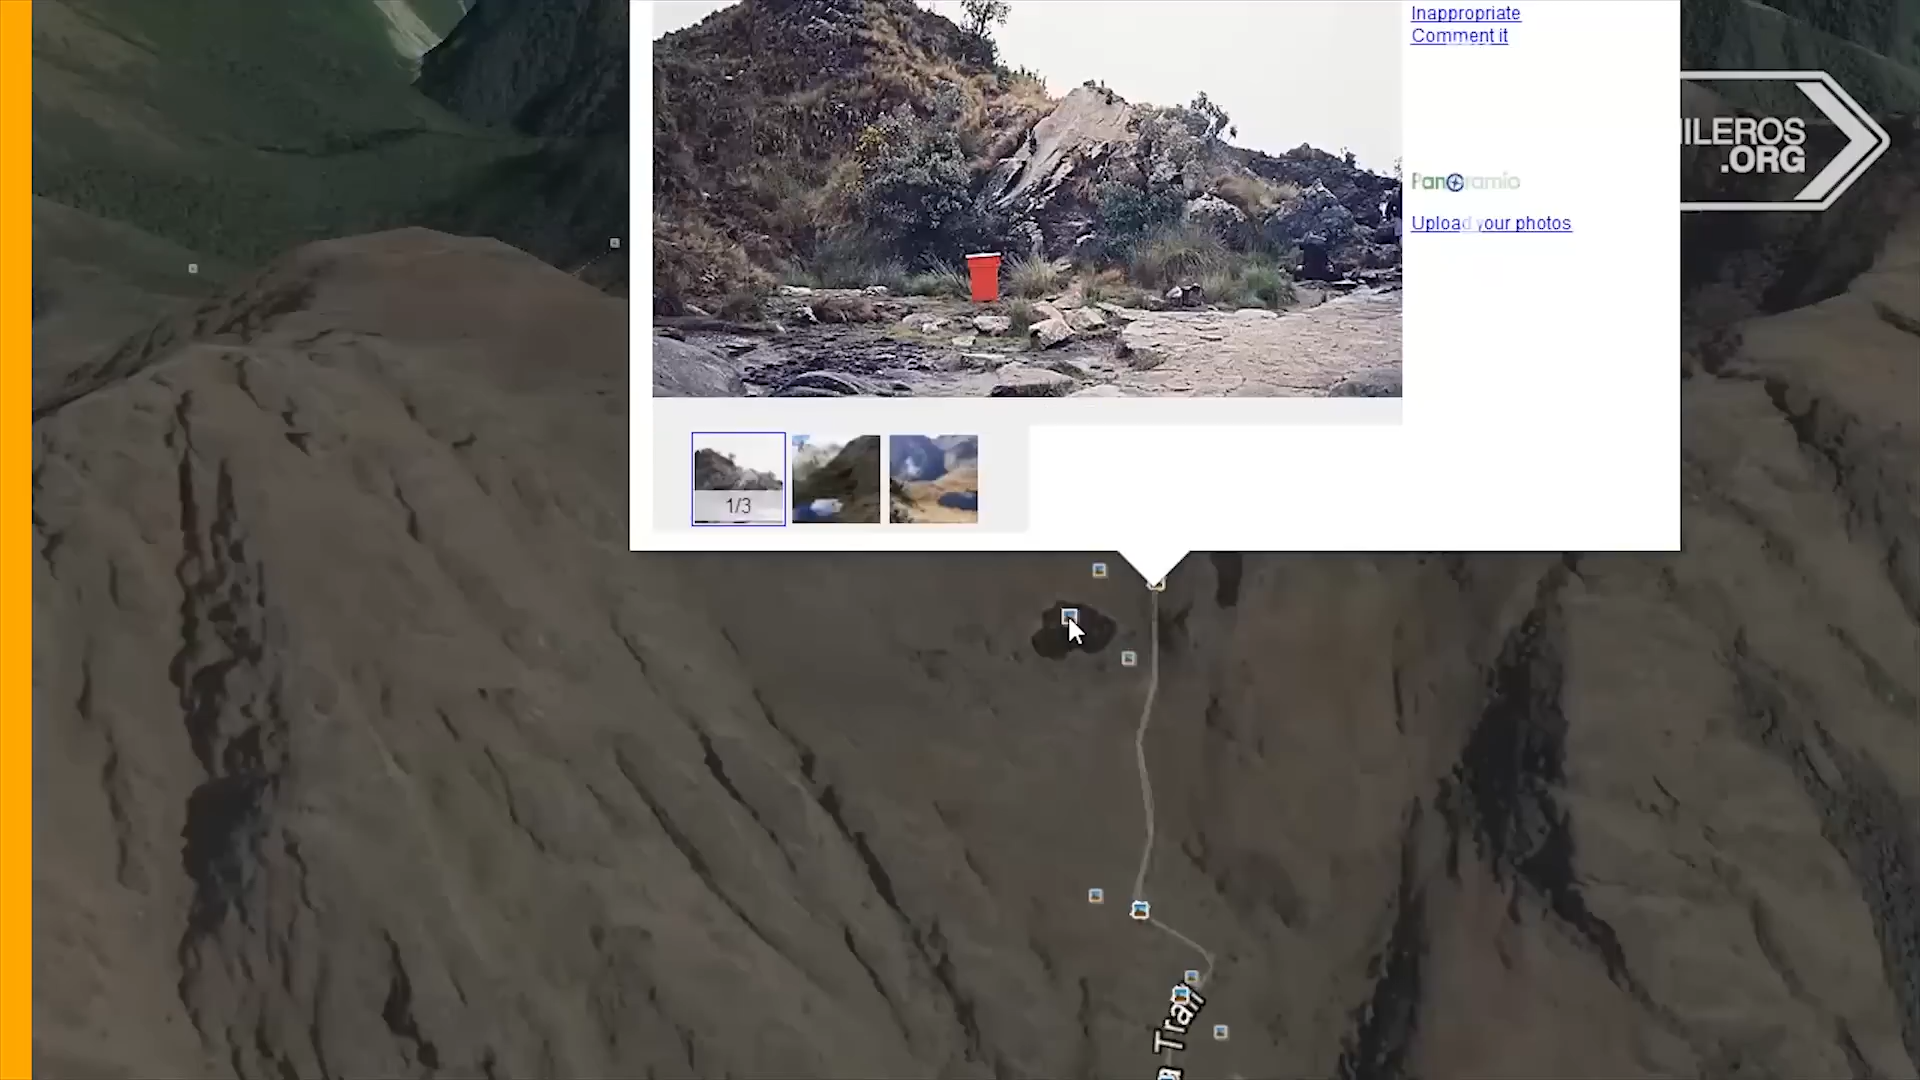 Inappropriate
Comment it
ILEROS
.ORG
Panoramio
Upload your photos
1/3
a Trail